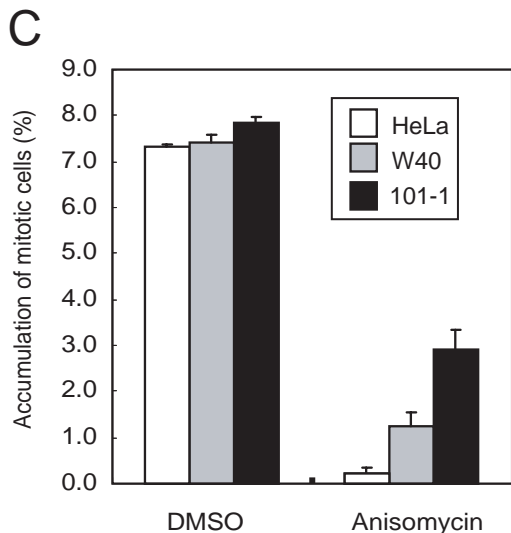 C
Accumulation of mitotic cells (%)
9.0
8.0
7.0
6.0
5.0
4.0
3.0
2.0
1.0
0.0
HeLa
W40
101-1
DMSO
Anisomycin